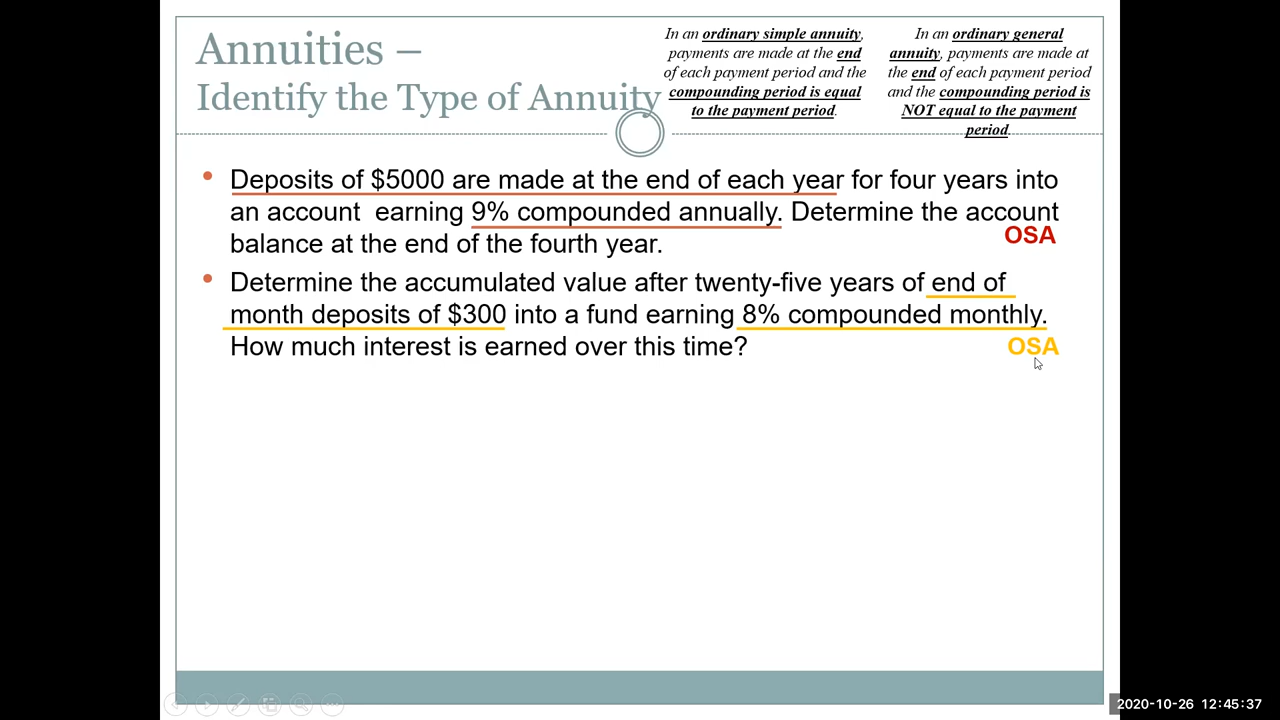 Annuities –
Identify the Type of Annuity
In an ordinary simple annuity,
payments are made at the end
of each payment period and the
compounding period is equal
to the payment period.
In an ordinary general
annuity, payments are made at
the end of each payment period
and the compounding period is
NOT equal to the payment
period.
• Deposits of $5000 are made at the end of each year for four years into
an account earning 9% compounded annually. Determine the account
balance at the end of the fourth year.
OSA
• Determine the accumulated value after twenty-five years of end of
month deposits of $300 into a fund earning 8% compounded monthly.
How much interest is earned over this time?
OSA
2020-10-26 12:45:37